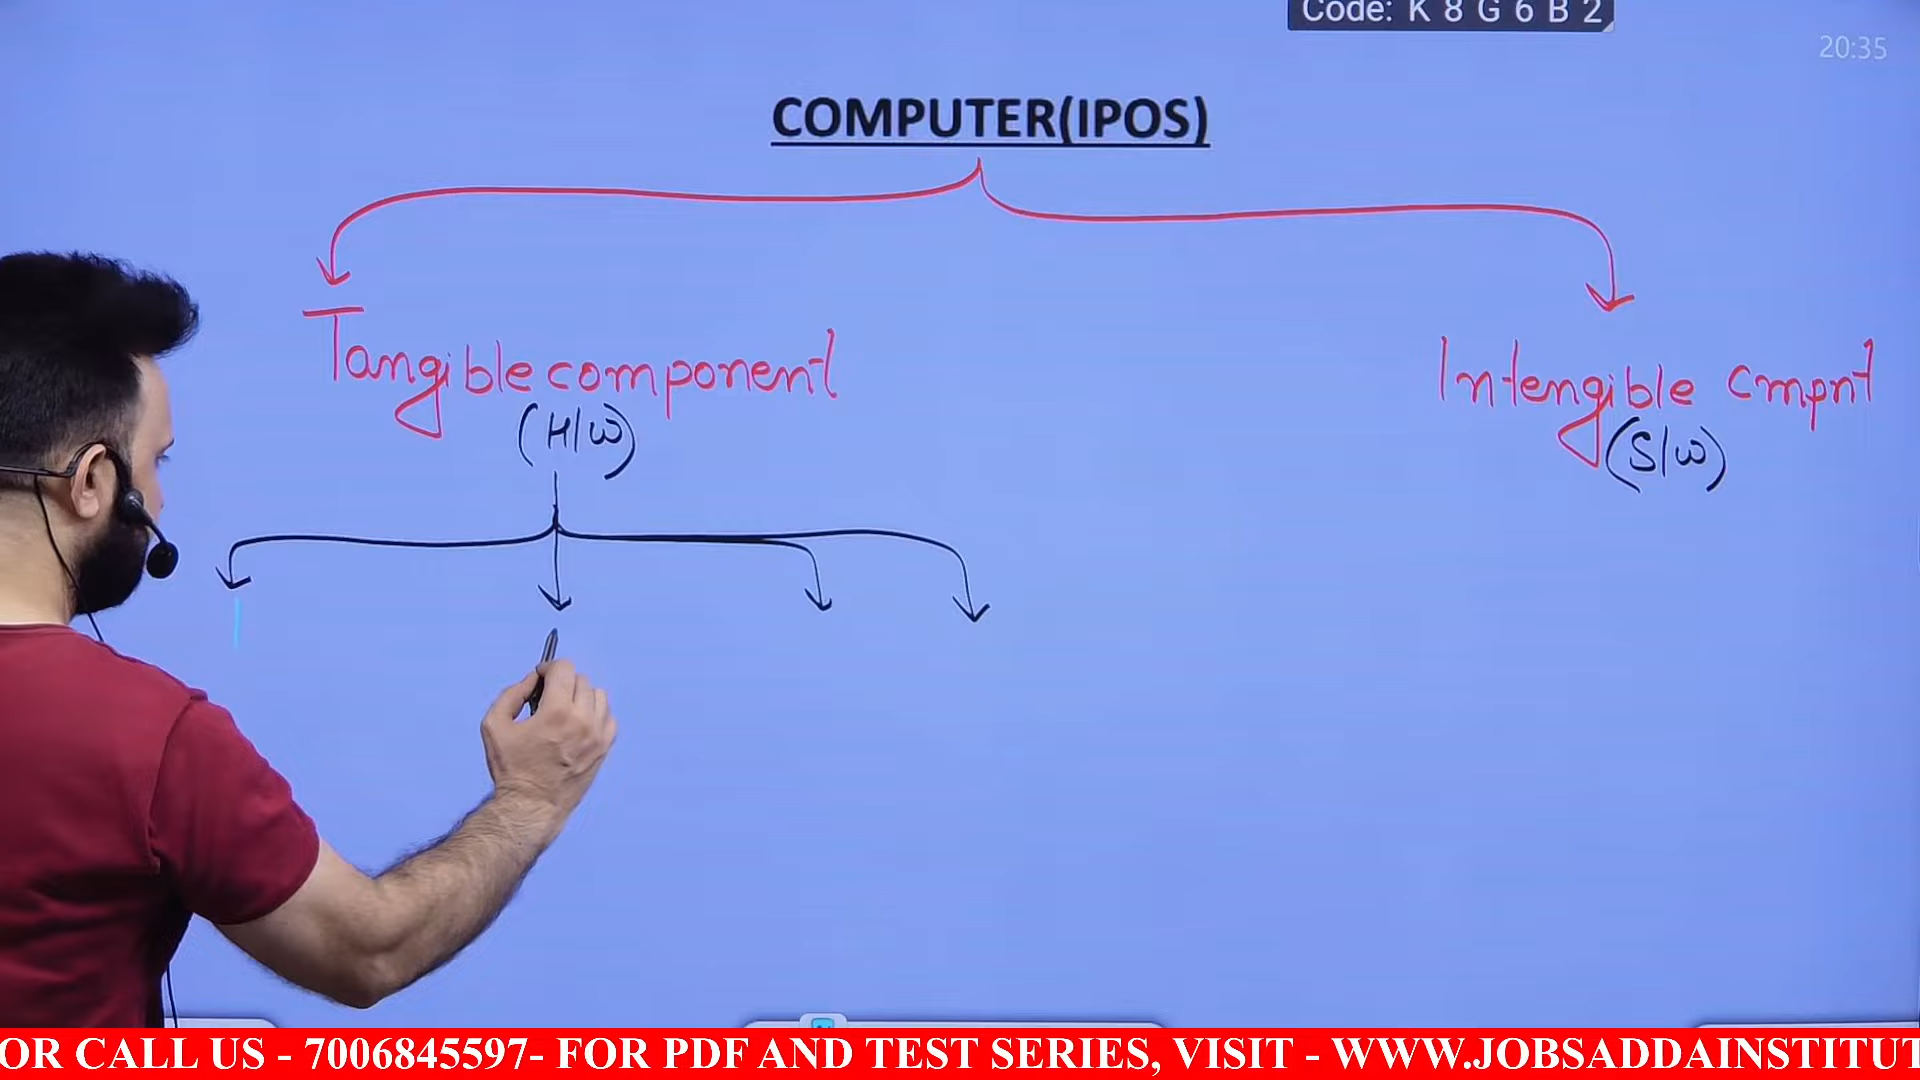 Code: K 8 G 6 B 2
20:35
COMPUTER(IPOS)
Tangible component
(H/W)
Intengible cmpnt
(S/W)
OR CALL US - 7006845597- FOR PDF AND TEST SERIES, VISIT - WWW.JOBSADDAINSTITUT